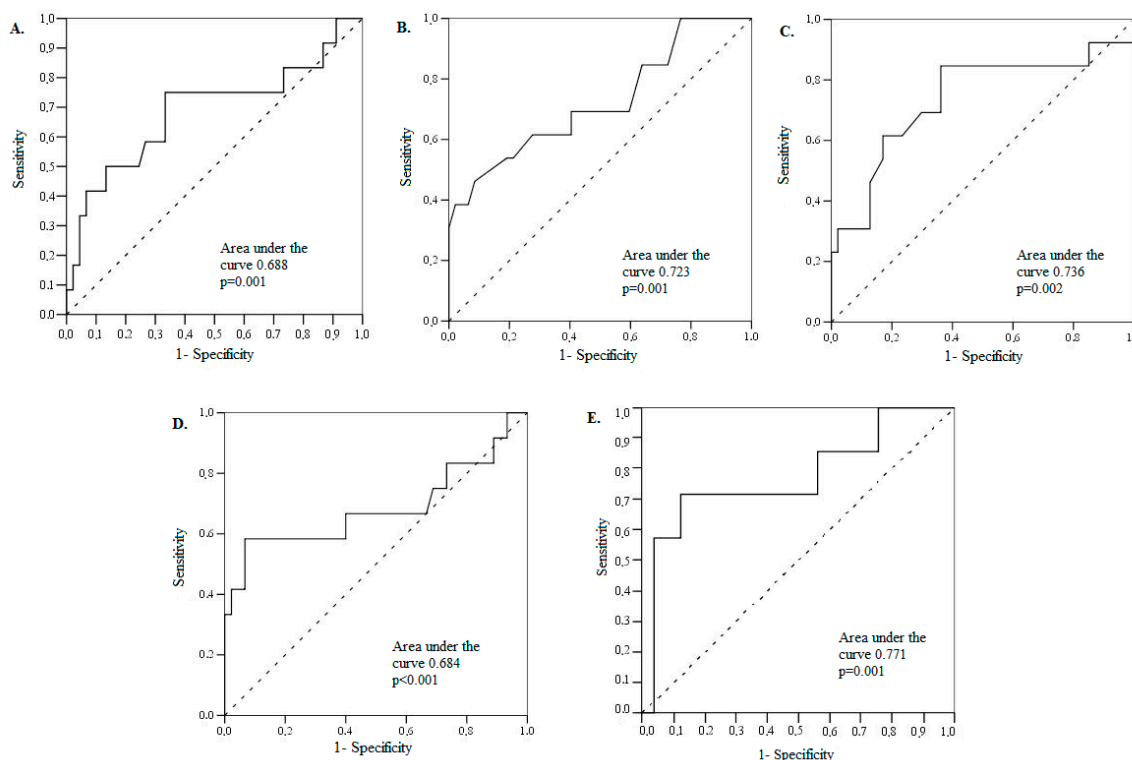 A.
1,0
0,9
0,8
0,7
0,6
0,5
0,4
0,3
0,2
0,1
0,0
Sensitivity
Area under the
curve 0.688
p=0.001
0,0 0,1 0,2 0,3 0,4 0,5 0,6 0,7 0,8 0,9 1,0
1- Specificity
B.
1,0
0,8
0,6
0,4
0,2
0,0
Sensitivity
Area under the
curve 0.723
p=0.001
0,0 0,2 0,4 0,6 0,8 1,0
1- Specificity
C.
1,0
0,8
0,6
0,4
0,2
0,0
Sensitivity
Area under the
curve 0.736
p=0.002
0,0 0,2 0,4 0,6 0,8
1- Specificity
D.
1,0
0,8
0,6
0,4
0,2
0,0
Sensitivity
Area under the
curve 0.684
p<0.001
0,0 0,2 0,4 0,6 0,8 1,0
1- Specificity
E.
1,0
0,9
0,8
0,7
0,6
0,5
0,4
0,3
0,2
0,1
0,0
Sensitivity
Area under the
curve 0.771
p=0.001
0,0 0,1 0,2 0,3 0,4 0,5 0,6 0,7 0,8 0,9 1,0
1- Specificity